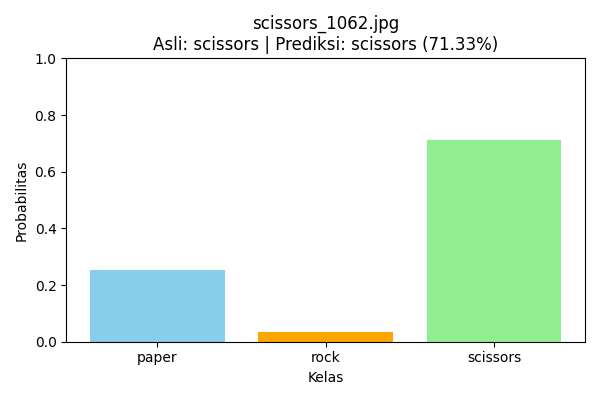 scissors_1062.jpg
Asli: scissors | Prediksi: scissors (71.33%)
1.0
0.8
0.6
0.4
0.2
0.0
Probabilitas
paper rock scissors
Kelas